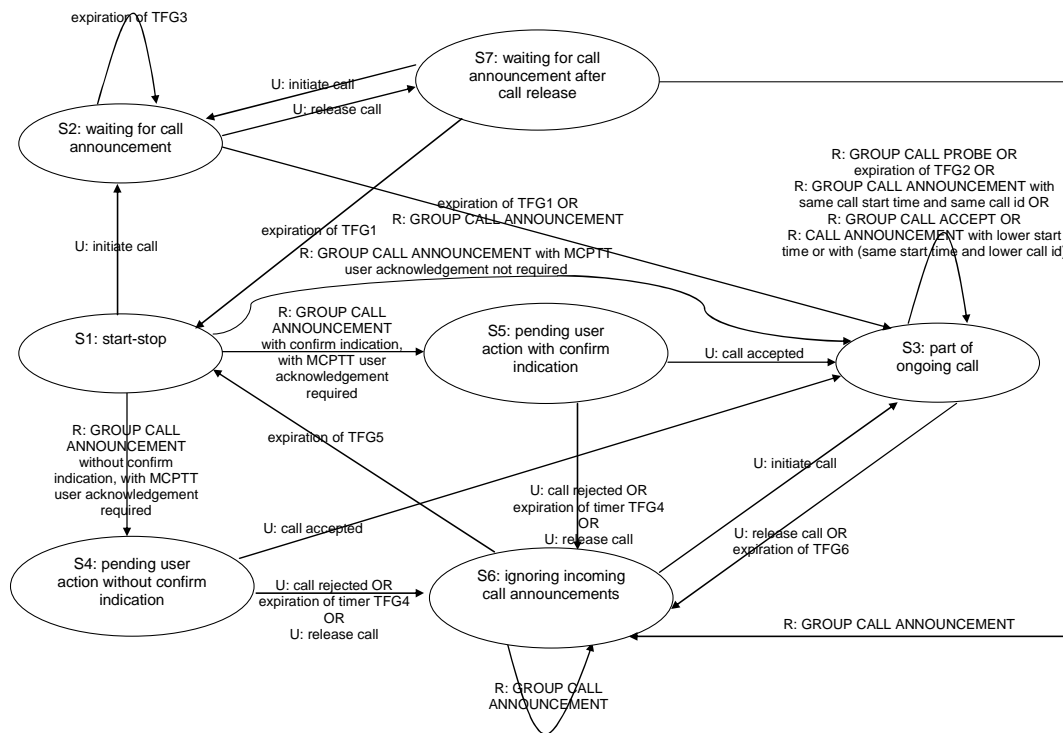 expiration of TFG3
S7: waiting for call
announcement after
call release
U: initiate call
U: release call
S2: waiting for call
announcement
R: GROUP CALL PROBE OR
expiration of TFG2 OR
R: GROUP CALL ANNOUNCEMENT with
same call start time and same call id OR
R: GROUP CALL ACCEPT OR
R: CALL ANNOUNCEMENT with lower start
time or with (same start time and lower call id)
expiration of TFG1 OR
R: GROUP CALL ANNOUNCEMENT
expiration of TFG1
U: initiate call
R: GROUP CALL ANNOUNCEMENT with MCPTT
user acknowledgement not required
S1: start-stop
R: GROUP CALL
ANNOUNCEMENT
with confirm indication,
with MCPTT user
acknowledgement
required
S5: pending user
action with confirm
indication
U: call accepted
S3: part of
ongoing call
R: GROUP CALL
ANNOUNCEMENT
without confirm
indication, with MCPTT
user acknowledgement
required
expiration of TFG5
U: initiate call
U: call rejected OR
expiration of timer TFG4
OR
U: release call
U: call accepted
U: release call OR
expiration of TFG6
S4: pending user
action without confirm
indication
U: call rejected OR
expiration of timer TFG4
OR
U: release call
S6: ignoring incoming
call announcements
R: GROUP CALL ANNOUNCEMENT
R: GROUP CALL
ANNOUNCEMENT